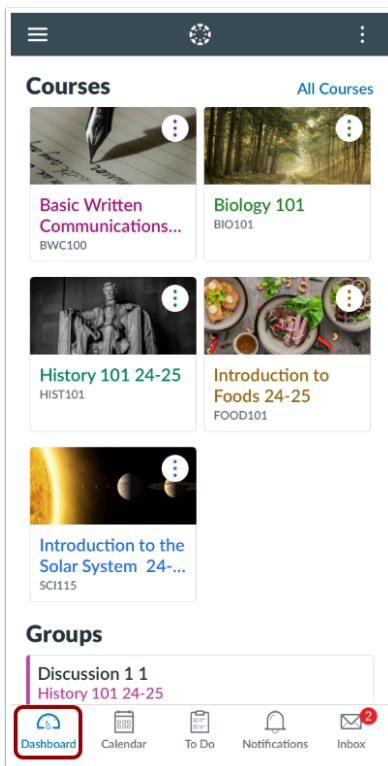 Courses
All Courses
Basic Written
Communications...
BWC100
Biology 101
BIO101
History 101 24-25
HIST101
Introduction to
Foods 24-25
FOOD101
Introduction to the
Solar System 24-...
SCI115
Groups
Discussion 1 1
History 101 24-25
Dashboard
Calendar
To Do
Notifications
2
Inbox